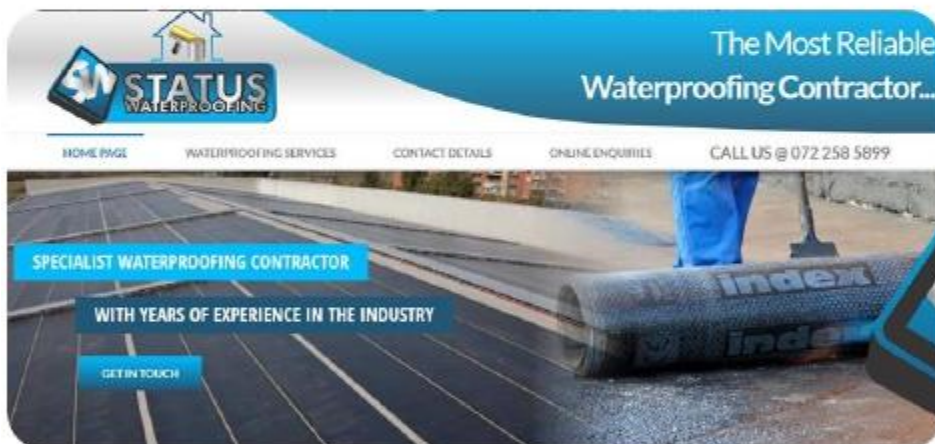 The Most Reliable
Waterproofing Contractor...
SW STATUS
WATERPROOFING
HOME PAGE
WATERPROOFING SERVICES
CONTACT DETAILS
ONLINE ENQUIRIES
CALL US @ 072 258 5899
SPECIALIST WATERPROOFING CONTRACTOR
WITH YEARS OF EXPERIENCE IN THE INDUSTRY
GET IN TOUCH
index
index